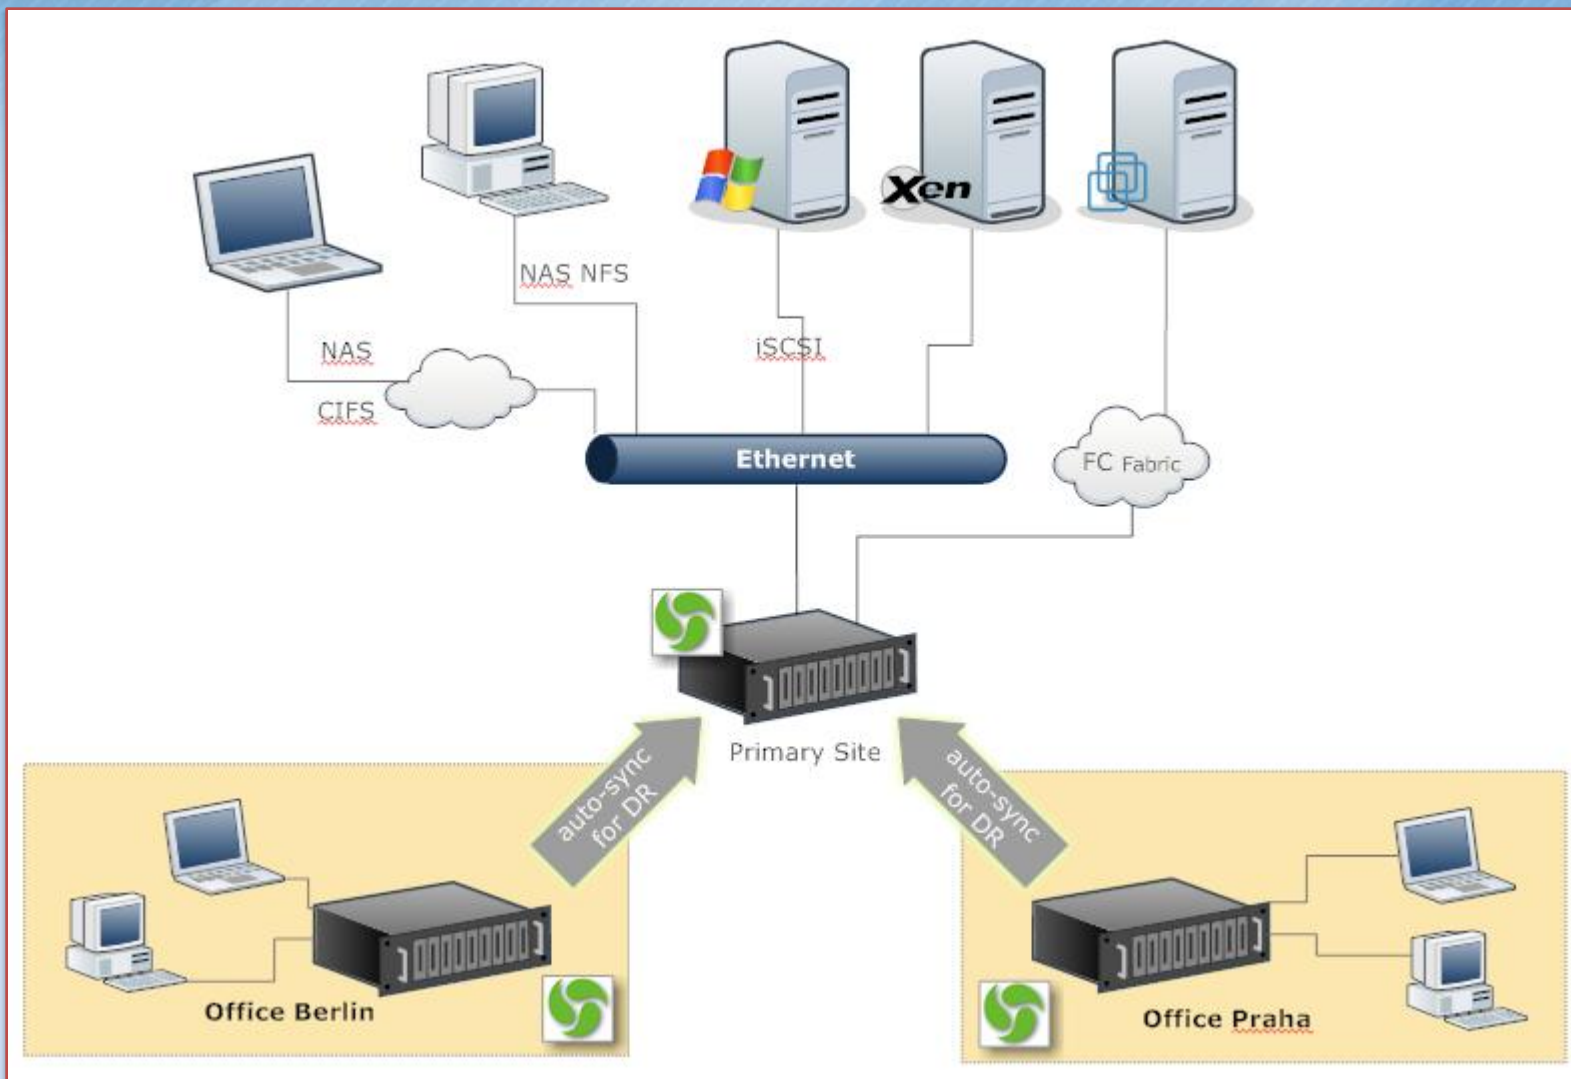 Xen
NAS NFS
NAS
iSCSI
CIFS
Ethernet
FC Fabric
Primary Site
auto-sync
for DR
auto-sync
for DR
Office Berlin
Office Praha